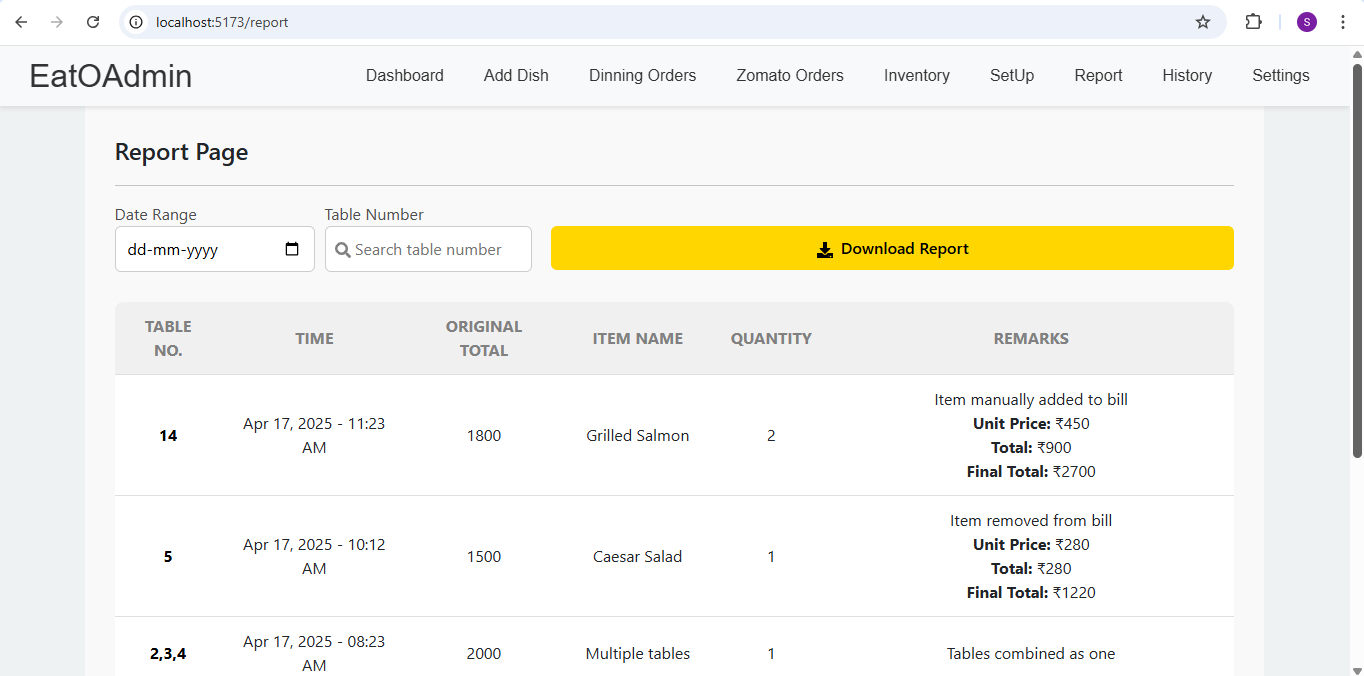 localhost:5173/report
S
EatOAdmin
Dashboard
Add Dish
Dinning Orders
Zomato Orders
Inventory
SetUp
Report
History
Settings
Report Page
Date Range
Table Number
dd-mm-yyyy
Search table number
Download Report
TABLE
NO.
TIME
ORIGINAL
TOTAL
ITEM NAME
QUANTITY
REMARKS
14
Apr 17, 2025 - 11:23
AM
1800
Grilled Salmon
2
Item manually added to bill
Unit Price: ₹450
Total: ₹900
Final Total: ₹2700
5
Apr 17, 2025 - 10:12
AM
1500
Caesar Salad
1
Item removed from bill
Unit Price: ₹280
Total: ₹280
Final Total: ₹1220
2,3,4
Apr 17, 2025 - 08:23
AM
2000
Multiple tables
1
Tables combined as one